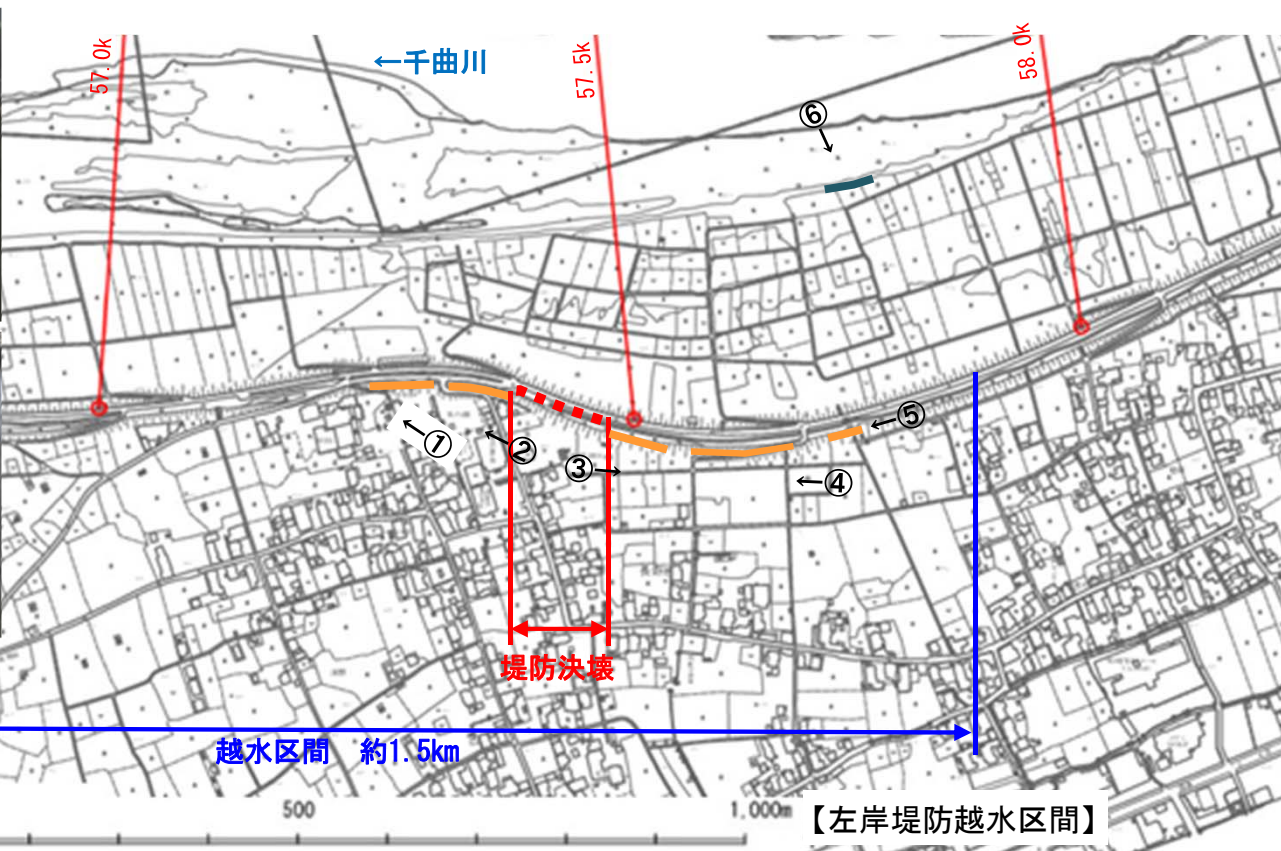 57.0k
←千曲川
57.5k
58.0k
⑥
①
②
③
④
⑤
堤防決壊
越水区間　約1.5km
500
1,000m
【左岸堤防越水区間】